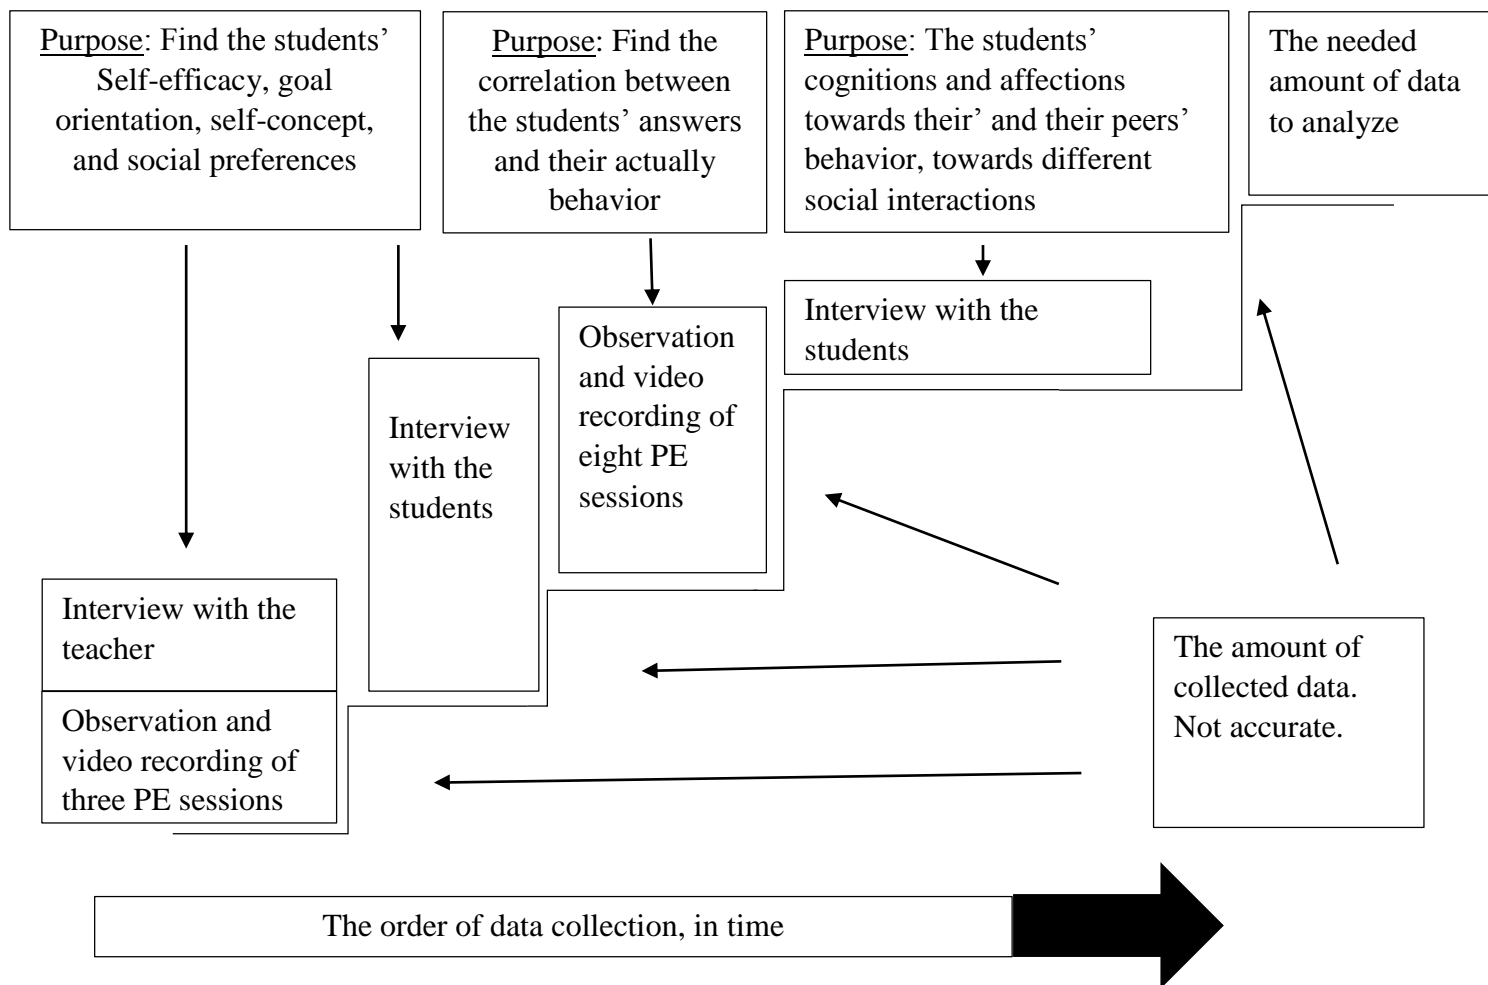 Purpose: Find the students’
Self-efficacy, goal
orientation, self-concept,
and social preferences
Purpose: Find the
correlation between
the students’ answers
and their actually
behavior
Purpose: The students’
cognitions and affections
towards their’ and their peers’
behavior, towards different
social interactions
The needed
amount of data
to analyze
Interview with the
students
Observation
and video
recording of
eight PE
sessions
Interview
with the
students
Interview with the
teacher
Observation and
video recording of
three PE sessions
The amount of
collected data.
Not accurate.
The order of data collection, in time